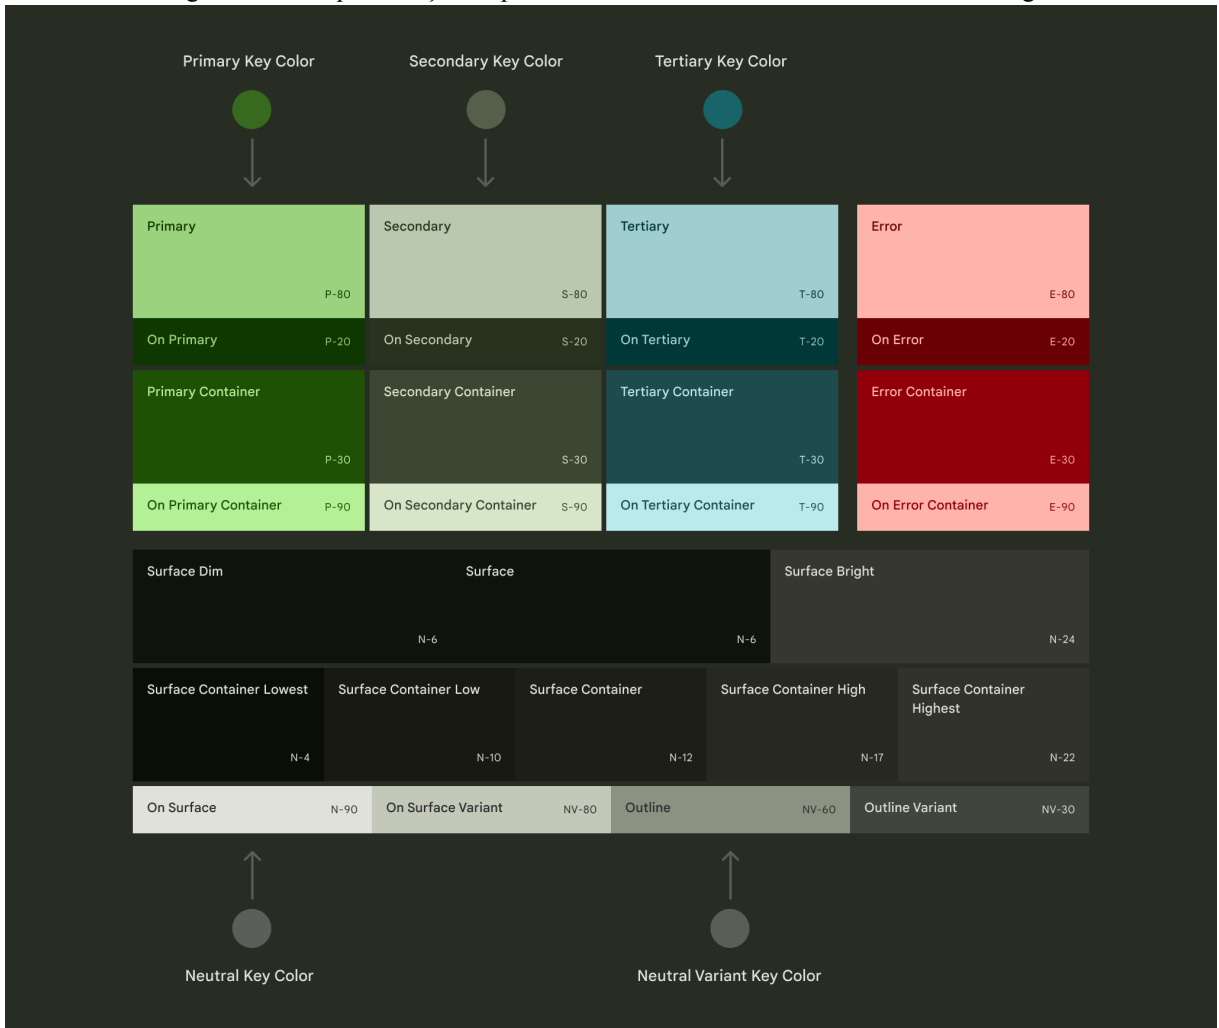 Primary Key Color
Secondary Key Color
Tertiary Key Color
Primary
P-80
Secondary
S-80
Tertiary
T-80
Error
E-80
On Primary
P-20
On Secondary
S-20
On Tertiary
T-20
On Error
E-20
Primary Container
P-30
Secondary Container
S-30
Tertiary Container
T-30
Error Container
E-30
On Primary Container
P-90
On Secondary Container
S-90
On Tertiary Container
T-90
On Error Container
E-90
Surface Dim
N-6
Surface
N-6
Surface Bright
N-24
Surface Container Lowest
N-4
Surface Container Low
N-10
Surface Container
N-12
Surface Container High
N-17
Surface Container
Highest
N-22
On Surface
N-90
On Surface Variant
NV-80
Outline
NV-60
Outline Variant
NV-30
Neutral Key Color
Neutral Variant Key Color